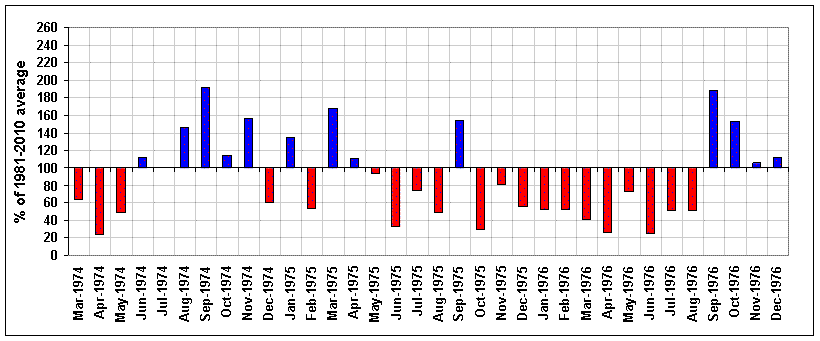 % of 1981-2010 average
260
240
220
200
180
160
140
120
100
80
60
40
20
0
Mar-1974
Apr-1974
May-1974
Jun-1974
Jul-1974
Aug-1974
Sep-1974
Oct-1974
Nov-1974
Dec-1974
Jan-1975
Feb-1975
Mar-1975
Apr-1975
May-1975
Jun-1975
Jul-1975
Aug-1975
Sep-1975
Oct-1975
Nov-1975
Dec-1975
Jan-1976
Feb-1976
Mar-1976
Apr-1976
May-1976
Jun-1976
Jul-1976
Aug-1976
Sep-1976
Oct-1976
Nov-1976
Dec-1976